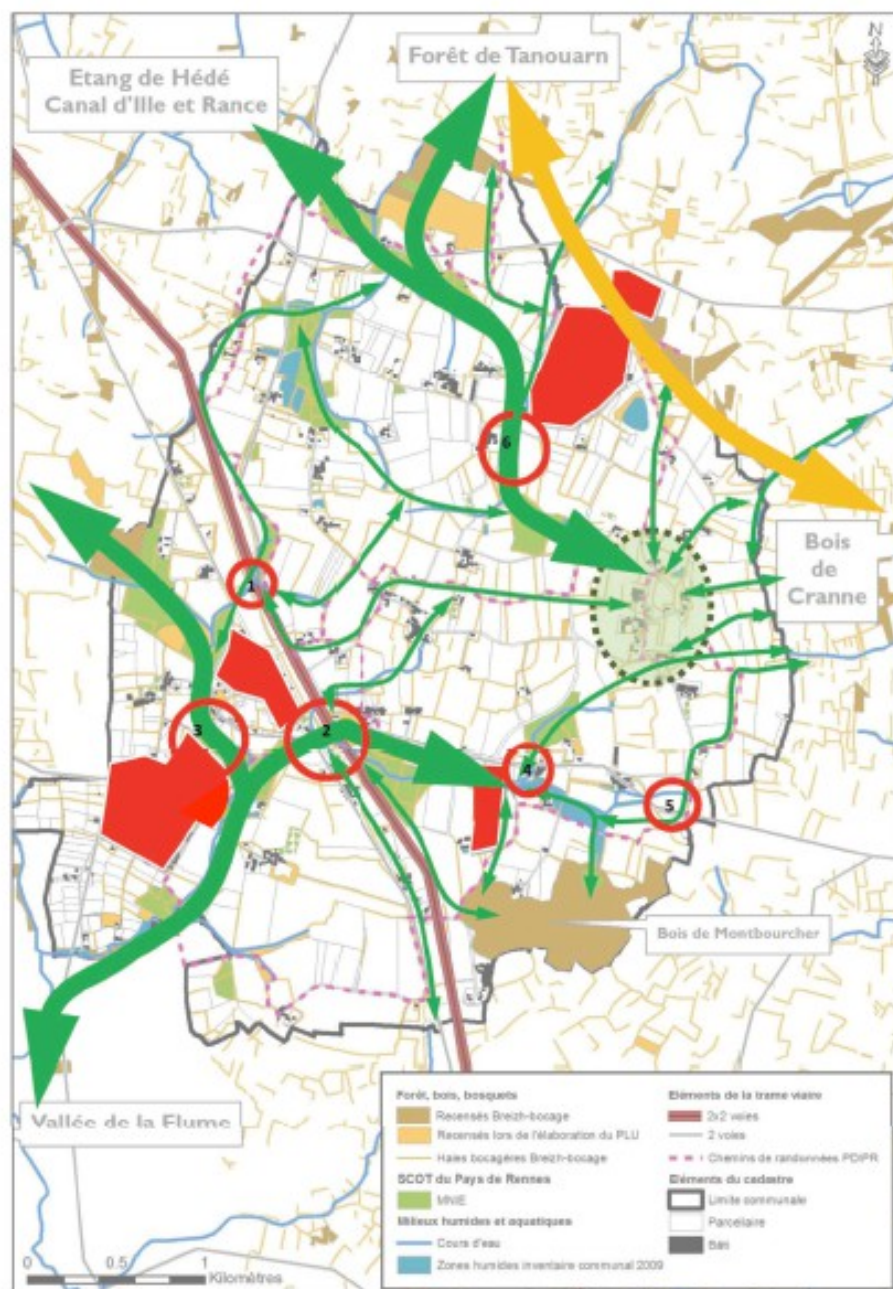 N
Forêt de Tanouarn
Etang de Hédé
Canal d'Ille et Rance
6
Bois
de
Cranne
1
3
2
4
5
Bois de Montbourcher
Vallée de la Flume
Forêt, bois, bosquets
Recensés Breizh-bocage
Recensés lors de l'élaboration du PLU
Haies bocagères Breizh-bocage
SCOT du Pays de Rennes
MNIE
Milieux humides et aquatiques
Cours d'eau
Zones humides inventaire communal 2009
Eléments de la trame viaire
2x2 voies
2 voies
Chemins de randonnées PDIPR
Eléments du cadastre
Limite communale
Parcellaire
Bâti
0 0.5 1
Kilomètres